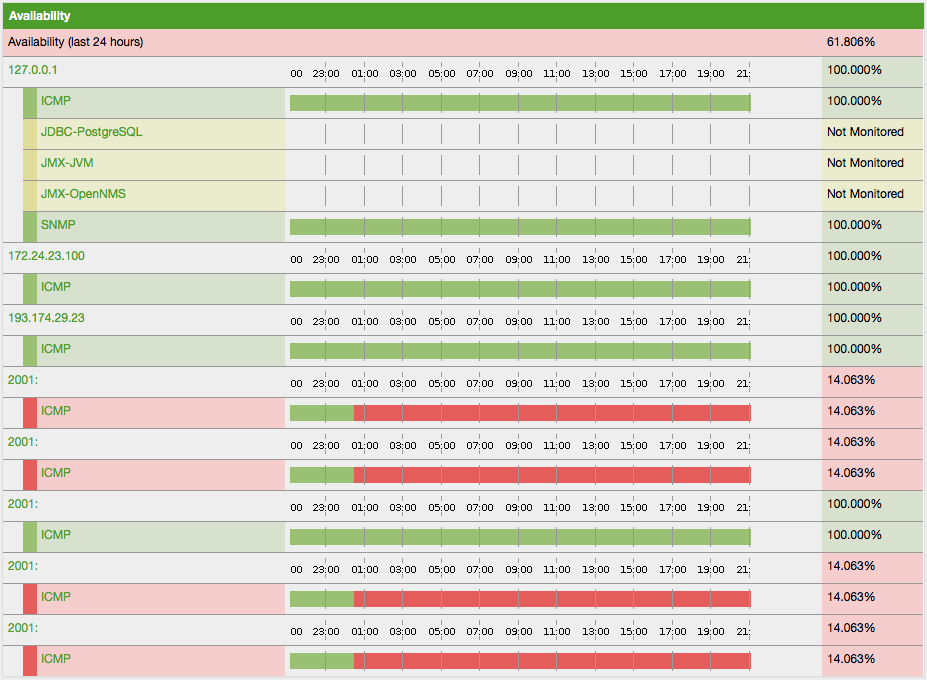 Availability
Availability (last 24 hours) 61.806%
127.0.0.1 00 23:00 01:00 03:00 05:00 07:00 09:00 11:00 13:00 15:00 17:00 19:00 21: 100.000%
ICMP 100.000%
JDBC-PostgreSQL Not Monitored
JMX-JVM Not Monitored
JMX-OpenNMS Not Monitored
SNMP 100.000%
172.24.23.100 00 23:00 01:00 03:00 05:00 07:00 09:00 11:00 13:00 15:00 17:00 19:00 21: 100.000%
ICMP 100.000%
193.174.29.23 00 23:00 01:00 03:00 05:00 07:00 09:00 11:00 13:00 15:00 17:00 19:00 21: 100.000%
ICMP 100.000%
2001: 00 23:00 01:00 03:00 05:00 07:00 09:00 11:00 13:00 15:00 17:00 19:00 21: 14.063%
ICMP 14.063%
2001: 00 23:00 01:00 03:00 05:00 07:00 09:00 11:00 13:00 15:00 17:00 19:00 21: 14.063%
ICMP 14.063%
2001: 00 23:00 01:00 03:00 05:00 07:00 09:00 11:00 13:00 15:00 17:00 19:00 21: 100.000%
ICMP 100.000%
2001: 00 23:00 01:00 03:00 05:00 07:00 09:00 11:00 13:00 15:00 17:00 19:00 21: 14.063%
ICMP 14.063%
2001: 00 23:00 01:00 03:00 05:00 07:00 09:00 11:00 13:00 15:00 17:00 19:00 21: 14.063%
ICMP 14.063%